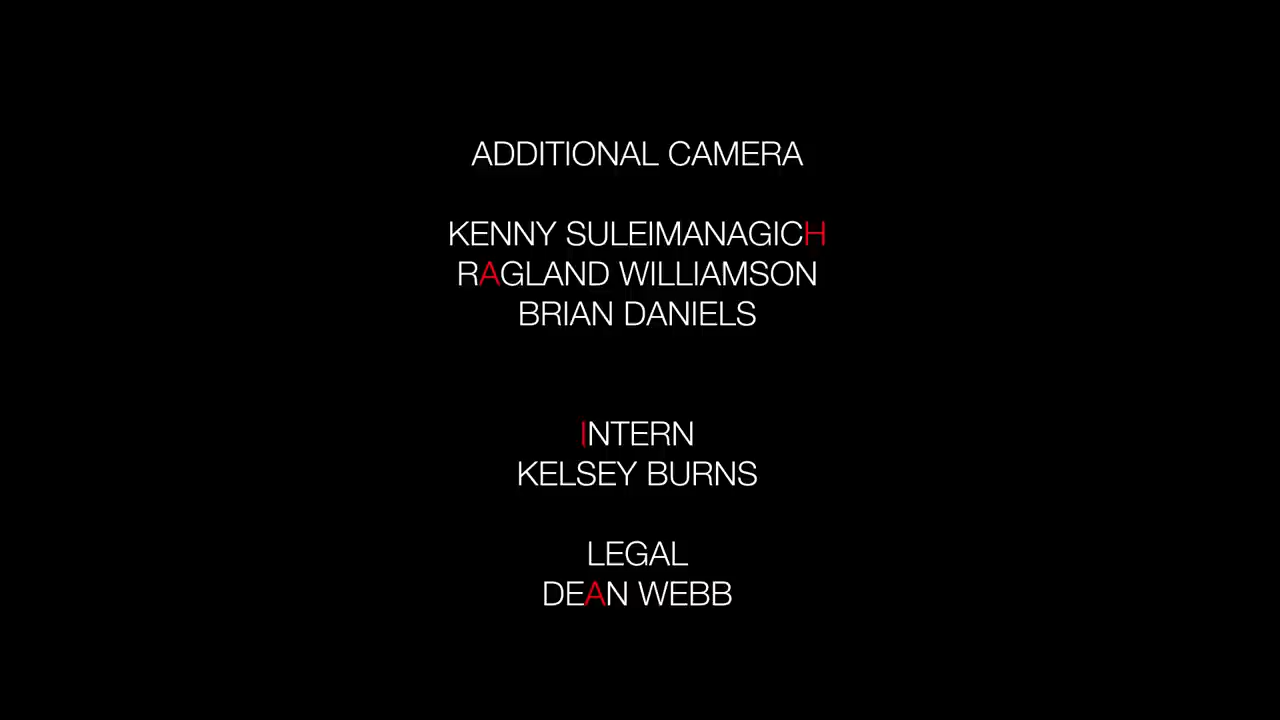 ADDITIONAL CAMERA
KENNY SULEIMANAGICH
RAGLAND WILLIAMSON
BRIAN DANIELS
INTERN
KELSEY BURNS
LEGAL
DEAN WEBB